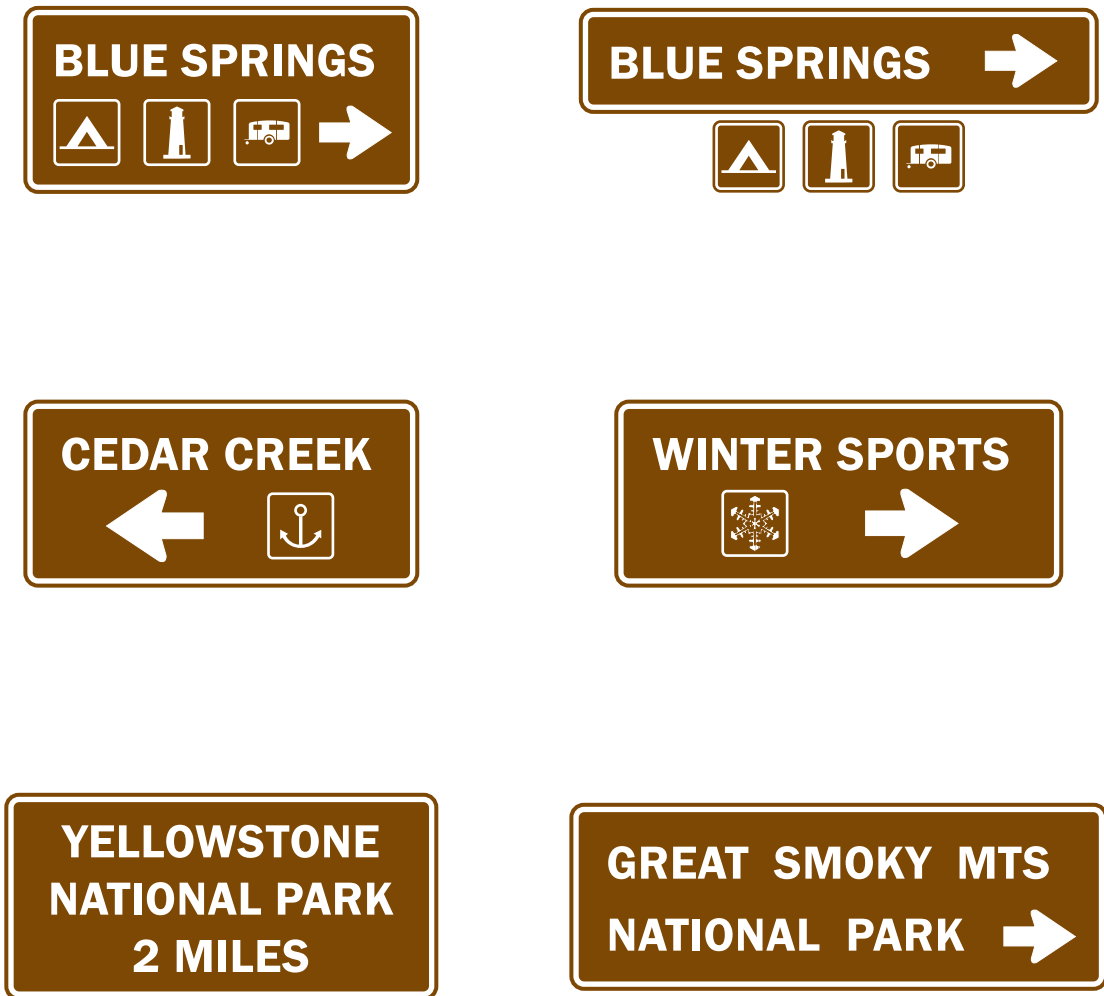 BLUE SPRINGS
BLUE SPRINGS
CEDAR CREEK
WINTER SPORTS
YELLOWSTONE
NATIONAL PARK
2 MILES
GREAT SMOKY MTS
NATIONAL PARK